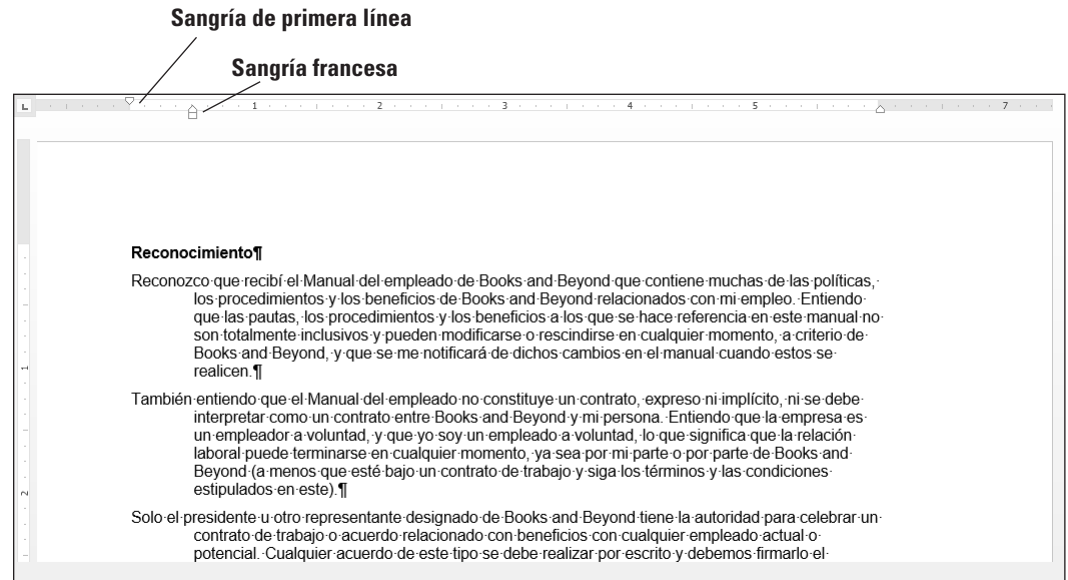 Sangría de primera línea
Sangría francesa
1 2 3 4 5 7
Reconocimiento¶
Reconozco·que·recibí·el·Manual·del·empleado·de·Books·and·Beyond·que·contiene·muchas·de·las·políticas,·
los·procedimientos·y·los·beneficios·de·Books·and·Beyond·relacionados·con·mi·empleo.·Entiendo·
que·las·pautas,·los·procedimientos·y·los·beneficios·a·los·que·se·hace·referencia·en·este·manual·no·
son·totalmente·inclusivos·y·pueden·modificarse·o·rescindirse·en·cualquier·momento,·a·criterio·de·
Books·and·Beyond,·y·que·se·me·notificará·de·dichos·cambios·en·el·manual·cuando·estos·se·
realicen.¶
1
También·entiendo·que·el·Manual·del·empleado·no·constituye·un·contrato,·expreso·ni·implícito,·ni·se·debe·
interpretar·como·un·contrato·entre·Books·and·Beyond·y·mi·persona.·Entiendo·que·la·empresa·es·
un·empleador·a·voluntad,·y·que·yo·soy·un·empleado·a·voluntad,·lo·que·significa·que·la·relación·
laboral·puede·terminarse·en·cualquier·momento,·ya·sea·por·mi·parte·o·por·parte·de·Books·and·
Beyond·(a·menos·que·esté·bajo·un·contrato·de·trabajo·y·siga·los·términos·y·las·condiciones·
estipulados·en·este).¶
2
Solo·el·presidente·u·otro·representante·designado·de·Books·and·Beyond·tiene·la·autoridad·para·celebrar·un·
contrato·de·trabajo·o·acuerdo·relacionado·con·beneficios·con·cualquier·empleado·actual·o·
potencial.·Cualquier·acuerdo·de·este·tipo·se·debe·realizar·por·escrito·y·debemos·firmarlo·el·